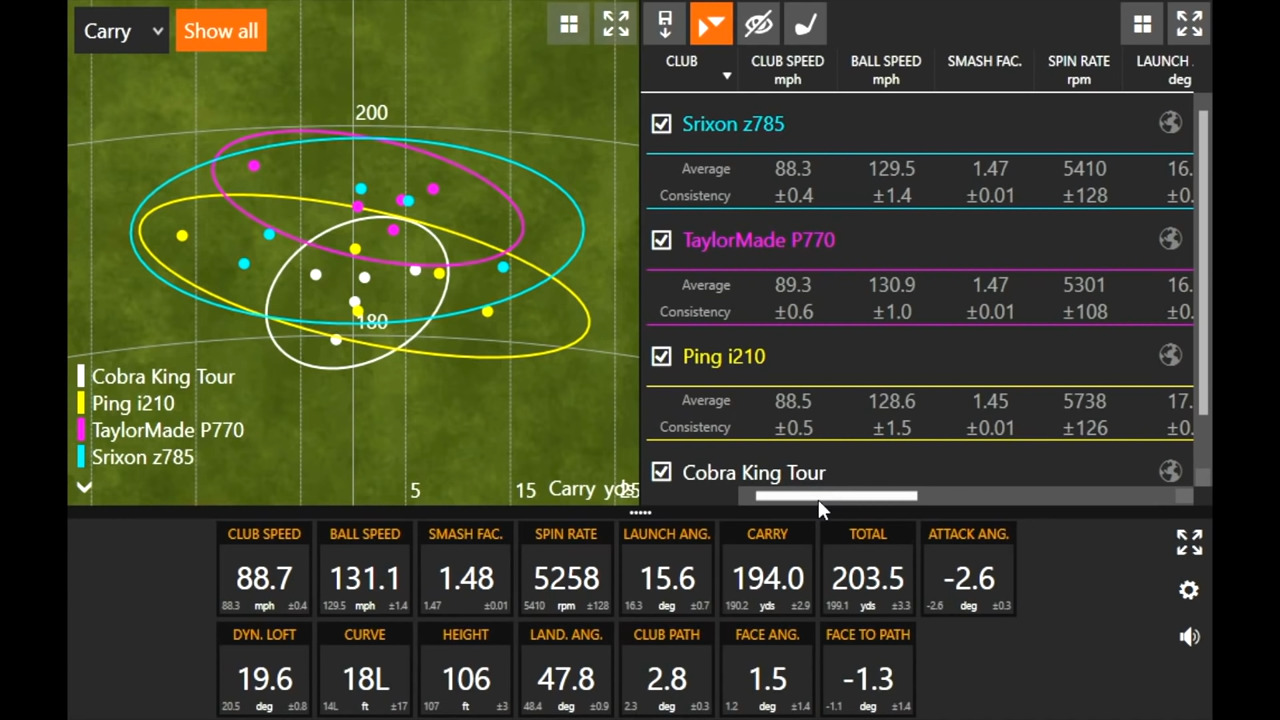 Carry
Show all
200
180
Cobra King Tour
Ping i210
TaylorMade P770
Srixon z785
5 15 Carry yds 25
CLUB CLUB SPEED BALL SPEED SMASH FAC. SPIN RATE LAUNCH
mph mph rpm deg
Srixon z785
Average 88.3 129.5 1.47 5410 16.
Consistency ±0.4 ±1.4 ±0.01 ±128 ±0.
TaylorMade P770
Average 89.3 130.9 1.47 5301 16.
Consistency ±0.6 ±1.0 ±0.01 ±108 ±0.
Ping i210
Average 88.5 128.6 1.45 5738 17.
Consistency ±0.5 ±1.5 ±0.01 ±126 ±0.
Cobra King Tour
CLUB SPEED BALL SPEED SMASH FAC. SPIN RATE LAUNCH ANG. CARRY TOTAL ATTACK ANG.
88.7 131.1 1.48 5258 15.6 194.0 203.5 -2.6
88.3 mph ±0.4 129.5 mph ±1.4 1.47 ±0.01 5410 rpm ±128 16.3 deg ±0.7 190.2 yds ±2.9 199.1 yds ±3.3 -2.6 deg ±0.3
DYN. LOFT CURVE HEIGHT LAND. ANG. CLUB PATH FACE ANG. FACE TO PATH
19.6 18L 106 47.8 2.8 1.5 -1.3
20.5 deg ±0.8 14L ft ±17 107 ft ±3 48.4 deg ±0.9 2.3 deg ±0.3 1.2 deg ±1.4 -1.1 deg ±1.4